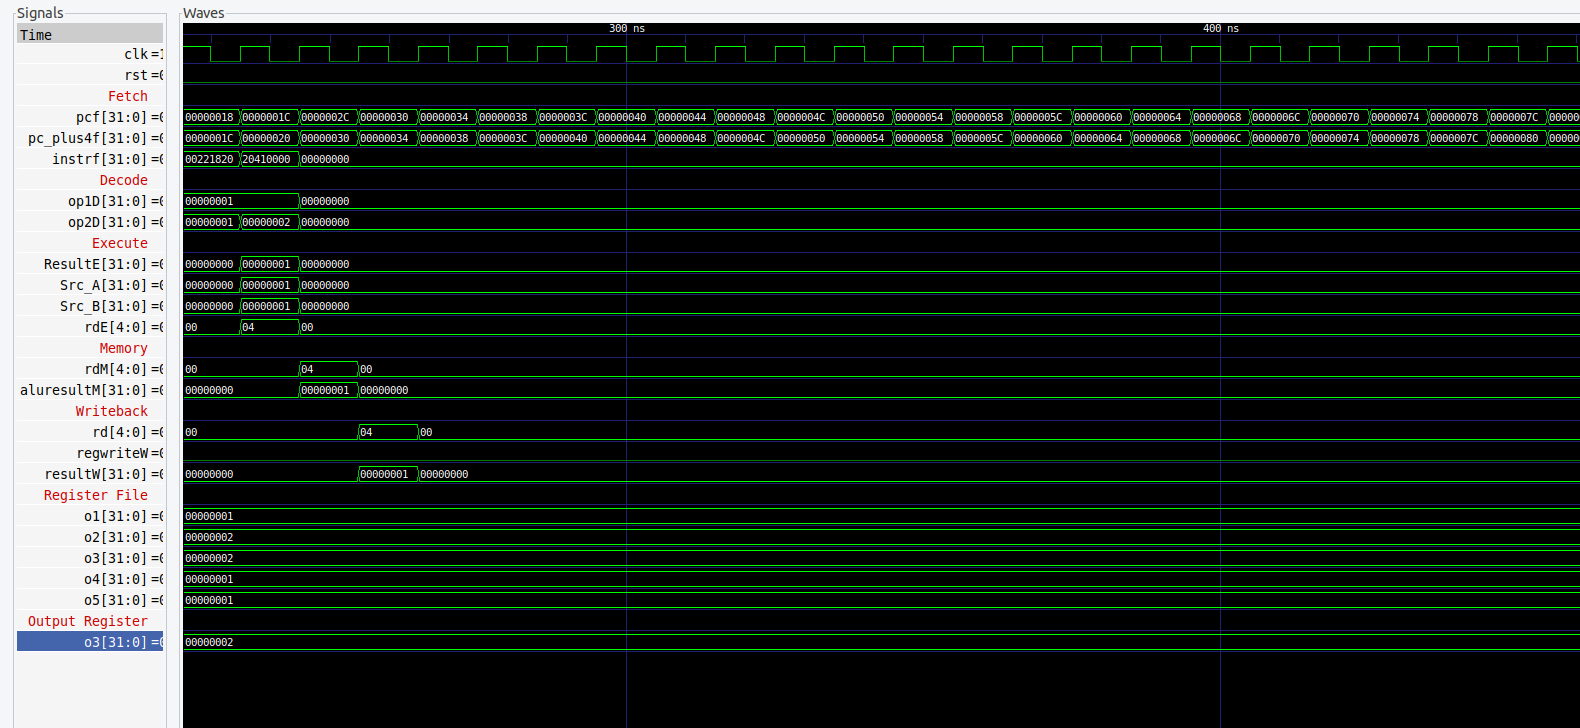 Signals Waves
Time 300 ns 400 ns
clk=1
rst=0
Fetch
pcf[31:0]=0 00000018 0000001C 0000002C 00000030 00000034 00000038 0000003C 00000040 00000044 00000048 0000004C 00000050 00000054 00000058 0000005C 00000060 00000064 00000068 0000006C 00000070 00000074 00000078 0000007C 00000
pc_plus4f[31:0]=0 0000001C 00000020 00000030 00000034 00000038 0000003C 00000040 00000044 00000048 0000004C 00000050 00000054 00000058 0000005C 00000060 00000064 00000068 0000006C 00000070 00000074 00000078 0000007C 00000080 00000
instrf[31:0]=0 00221820 20410000 00000000
Decode
op1D[31:0]=0 00000001 00000000
op2D[31:0]=0 00000001 00000002 00000000
Execute
ResultE[31:0]=0 00000000 00000001 00000000
Src_A[31:0]=0 00000000 00000001 00000000
Src_B[31:0]=0 00000000 00000001 00000000
rdE[4:0]=0 00 04 00
Memory
rdM[4:0]=0 00 04 00
aluresultM[31:0]=0 00000000 00000001 00000000
Writeback
rd[4:0]=0 00 04 00
regwriteW=0
resultW[31:0]=0 00000000 00000001 00000000
Register File
o1[31:0]=0 00000001
o2[31:0]=0 00000002
o3[31:0]=0 00000002
o4[31:0]=0 00000001
o5[31:0]=0 00000001
Output Register
o3[31:0]=0 00000002